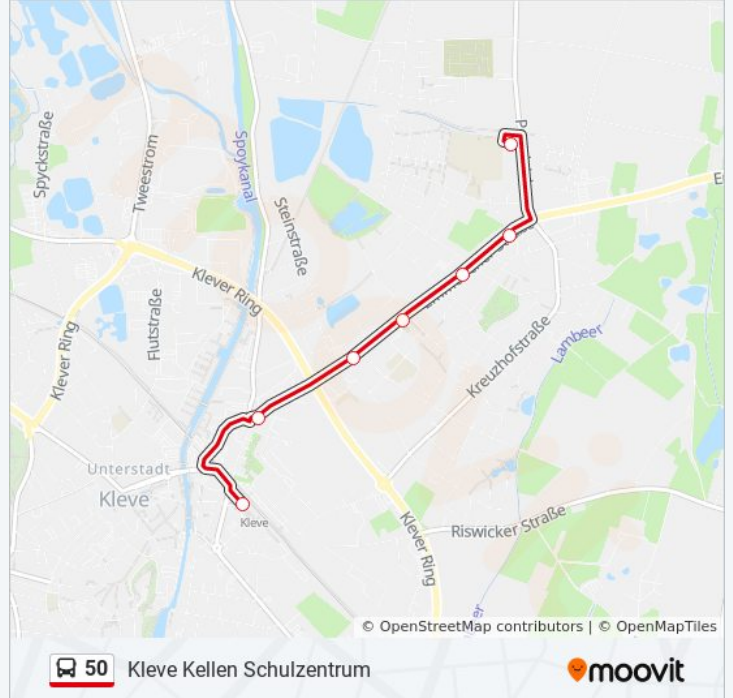 Spyckstraße
Tweestrom
Spoykanal
Steinstraße
Klever Ring
Flutstraße
Klever Ring
Lambeer
Kreuzhofstraße
Unterstadt
Kleve
Kleve
Klever Ring
Riswicker Straße
© OpenStreetMap contributors | © OpenMapTiles
50 Kleve Kellen Schulzentrum
moovit